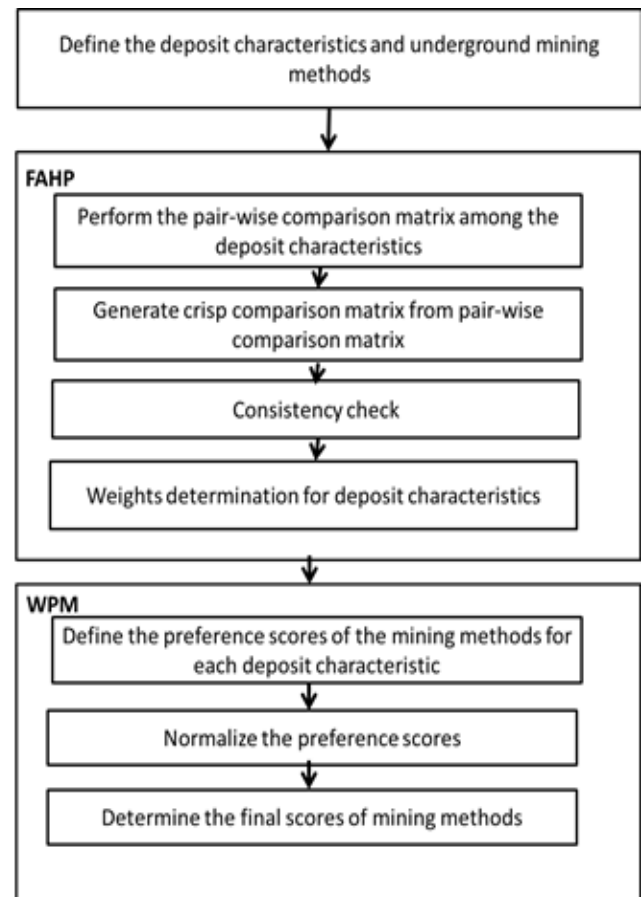 Define the deposit characteristics and underground mining
methods
FAHP
Perform the pair-wise comparison matrix among the
deposit characteristics
Generate crisp comparison matrix from pair-wise
comparison matrix
Consistency check
Weights determination for deposit characteristics
WPM
Define the preference scores of the mining methods for
each deposit characteristic
Normalize the preference scores
Determine the final scores of mining methods